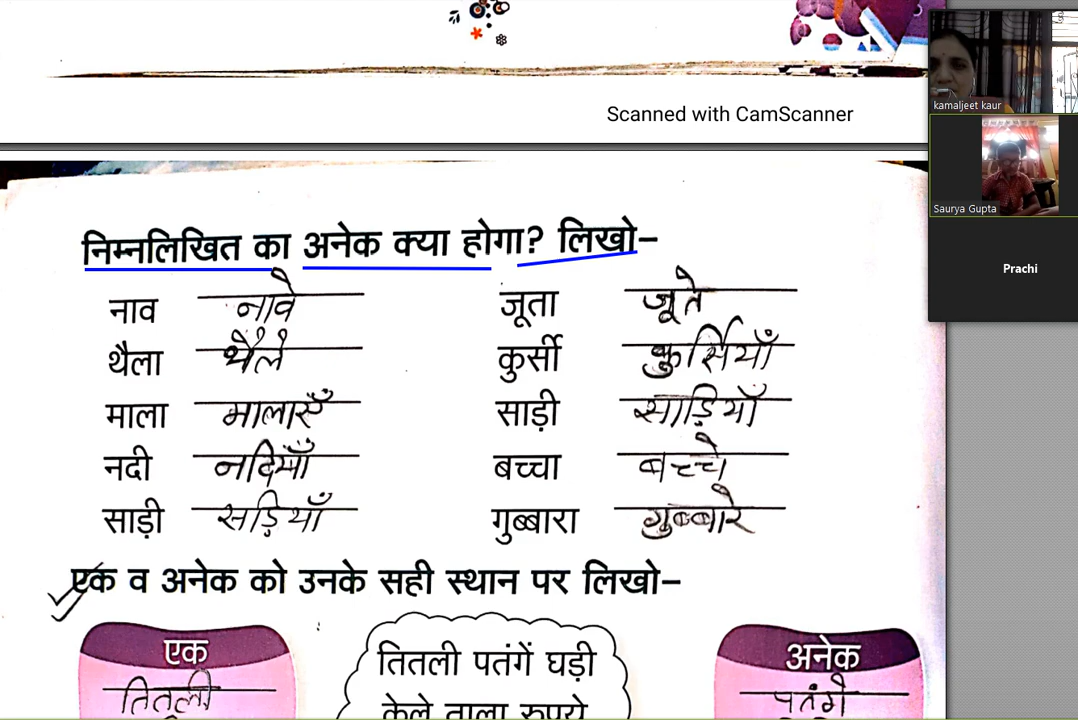 Scanned with CamScanner
kamaljeet kaur
Saurya Gupta
Prachi
निम्नलिखित का अनेक क्या होगा? लिखो–
नाव नावे जूता जूते
थैला थैले कुर्सी कुर्सियाँ
माला मालाएँ साड़ी साड़ियाँ
नदी नदियाँ बच्चा बच्चे
साड़ी सड़ियाँ गुब्बारा गुब्बारे
एक व अनेक को उनके सही स्थान पर लिखो–
एक तितली पतंगें घड़ी अनेक
तितली केले ताला रुपये पतंगे